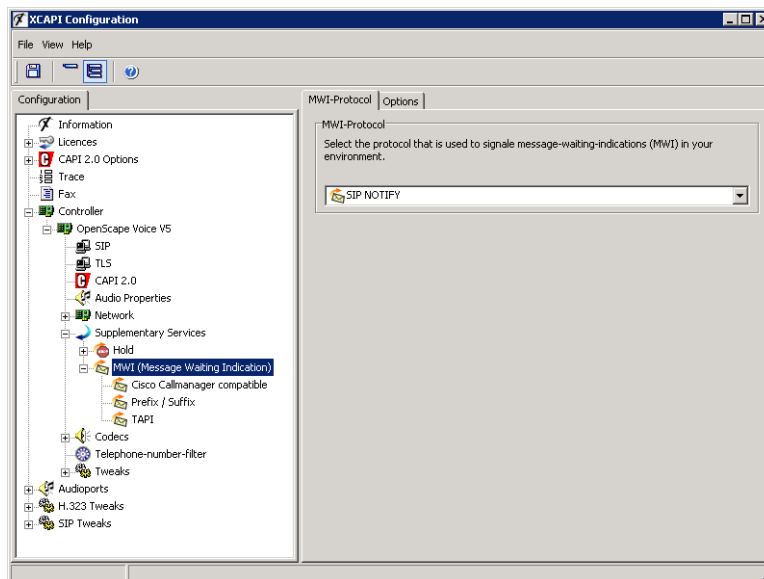 XCAPI Configuration
File View Help
Configuration
Information
Licences
CAPI 2.0 Options
Trace
Fax
Controller
OpenScape Voice V5
SIP
TLS
CAPI 2.0
Audio Properties
Network
Supplementary Services
Hold
MWI (Message Waiting Indication)
Cisco Callmanager compatible
Prefix / Suffix
TAPI
Codecs
Telephone-number-filter
Tweaks
Audioports
H.323 Tweaks
SIP Tweaks
MWI-Protocol Options
MWI-Protocol
Select the protocol that is used to signale message-waiting-indications (MWI) in your
environment.
SIP NOTIFY